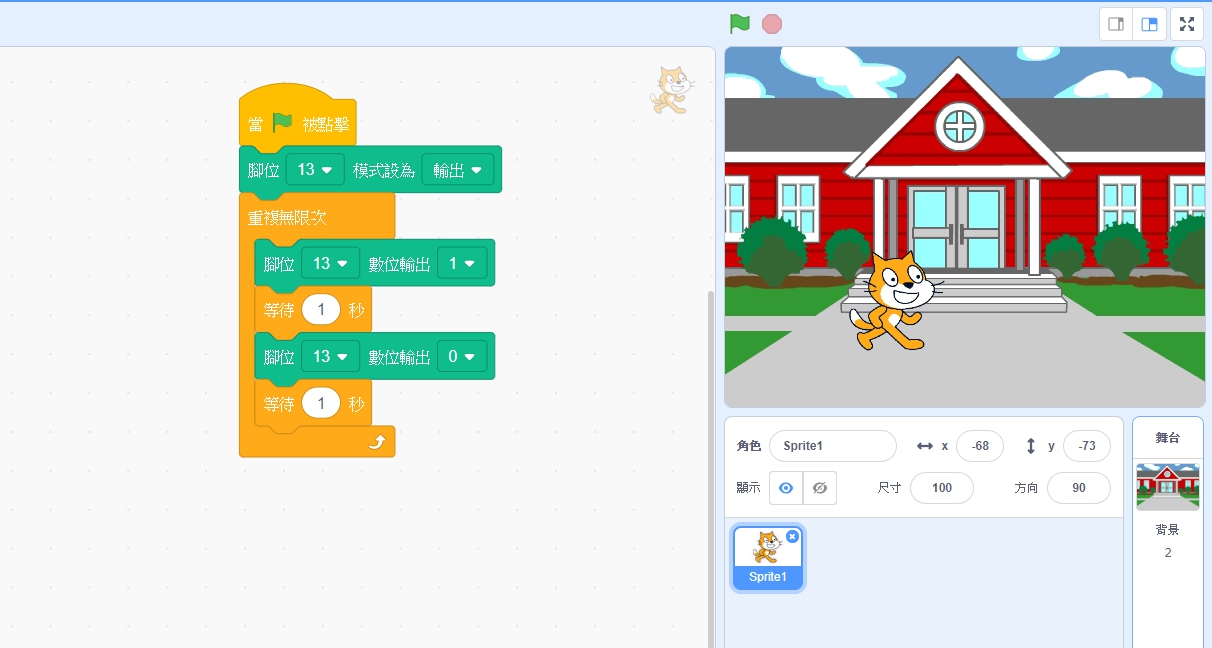 當 被點擊
腳位 13 模式設為 輸出
重複無限次
腳位 13 數位輸出 1
等待 1 秒
腳位 13 數位輸出 0
等待 1 秒
角色 Sprite1 x -68 y -73
顯示 尺寸 100 方向 90
Sprite1
舞台
背景
2